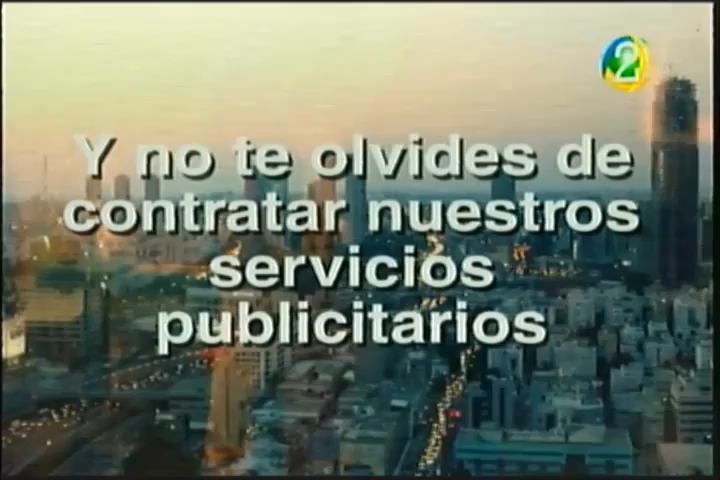 2
Y no te olvides de
contratar nuestros
servicios
publicitarios